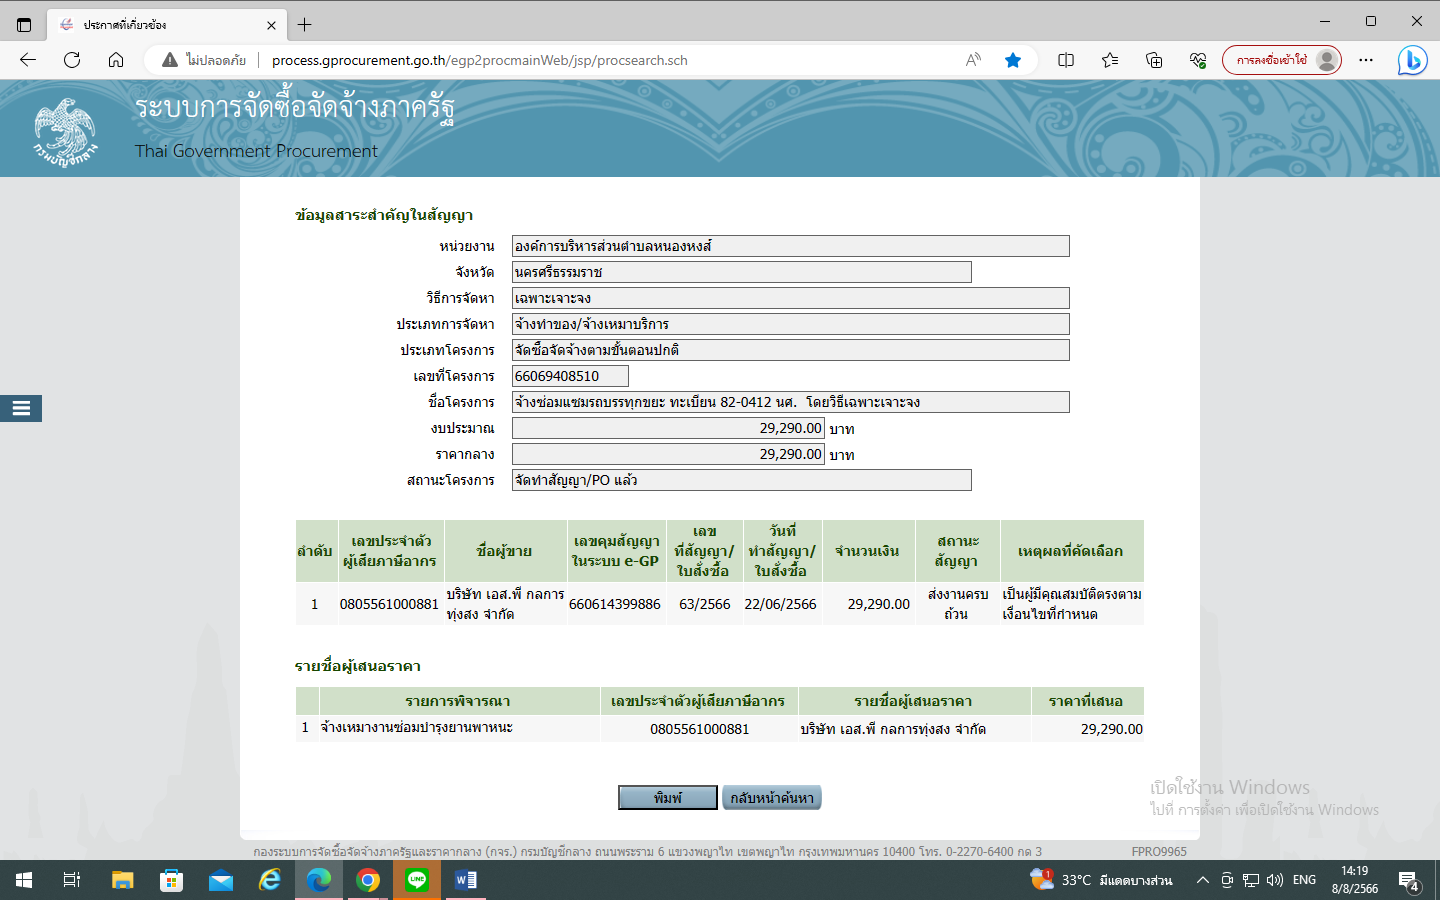 ประกาศที่เกี่ยวข้อง
ไม่ปลอดภัย process.gprocurement.go.th/egp2procmainWeb/jsp/procsearch.sch การลงชื่อเข้าใช้
ระบบการจัดซื้อจัดจ้างภาครัฐ
Thai Government Procurement
กรมบัญชีกลาง
ข้อมูลสาระสำคัญในสัญญา
หน่วยงาน องค์การบริหารส่วนตำบลหนองหงส์
จังหวัด นครศรีธรรมราช
วิธีการจัดหา เฉพาะเจาะจง
ประเภทการจัดหา จ้างทำของ/จ้างเหมาบริการ
ประเภทโครงการ จัดซื้อจัดจ้างตามขั้นตอนปกติ
เลขที่โครงการ 66069408510
ชื่อโครงการ จ้างซ่อมแซมรถบรรทุกขยะ ทะเบียน 82-0412 นศ. โดยวิธีเฉพาะเจาะจง
งบประมาณ 29,290.00 บาท
ราคากลาง 29,290.00 บาท
สถานะโครงการ จัดทำสัญญา/PO แล้ว
ลำดับ เลขประจำตัวผู้เสียภาษีอากร ชื่อผู้ขาย เลขคุมสัญญาในระบบ e-GP เลขที่สัญญา/ใบสั่งซื้อ วันที่ทำสัญญา/ใบสั่งซื้อ จำนวนเงิน สถานะสัญญา เหตุผลที่คัดเลือก
1 0805561000881 บริษัท เอส.พี กลการทุ่งสง จำกัด 660614399886 63/2566 22/06/2566 29,290.00 ส่งงานครบถ้วน เป็นผู้มีคุณสมบัติตรงตามเงื่อนไขที่กำหนด
รายชื่อผู้เสนอราคา
รายการพิจารณา เลขประจำตัวผู้เสียภาษีอากร รายชื่อผู้เสนอราคา ราคาที่เสนอ
1 จ้างเหมางานซ่อมบำรุงยานพาหนะ 0805561000881 บริษัท เอส.พี กลการทุ่งสง จำกัด 29,290.00
พิมพ์ กลับหน้าค้นหา
เปิดใช้งาน Windows
ไปที่ การตั้งค่า เพื่อเปิดใช้งาน Windows
กองระบบการจัดซื้อจัดจ้างภาครัฐและราคากลาง (กจร.) กรมบัญชีกลาง ถนนพระราม 6 แขวงพญาไท เขตพญาไท กรุงเทพมหานคร 10400 โทร. 0-2270-6400 กด 3 FPRO9965
1 33°C มีแดดบางส่วน ENG 14:19
8/8/2566 4